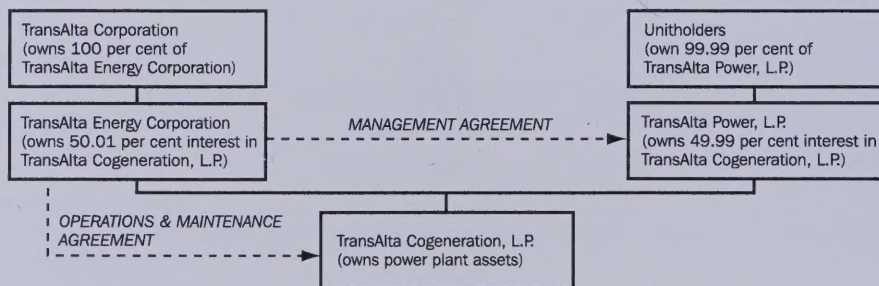 TransAlta Corporation
(owns 100 per cent of
TransAlta Energy Corporation)
Unitholders
(own 99.99 per cent of
TransAlta Power, L.P.)
TransAlta Energy Corporation
(owns 50.01 per cent interest in
TransAlta Cogeneration, L.P.)
MANAGEMENT AGREEMENT
TransAlta Power, L.P.
(owns 49.99 per cent interest in
TransAlta Cogeneration, L.P.)
OPERATIONS & MAINTENANCE
AGREEMENT
TransAlta Cogeneration, L.P.
(owns power plant assets)